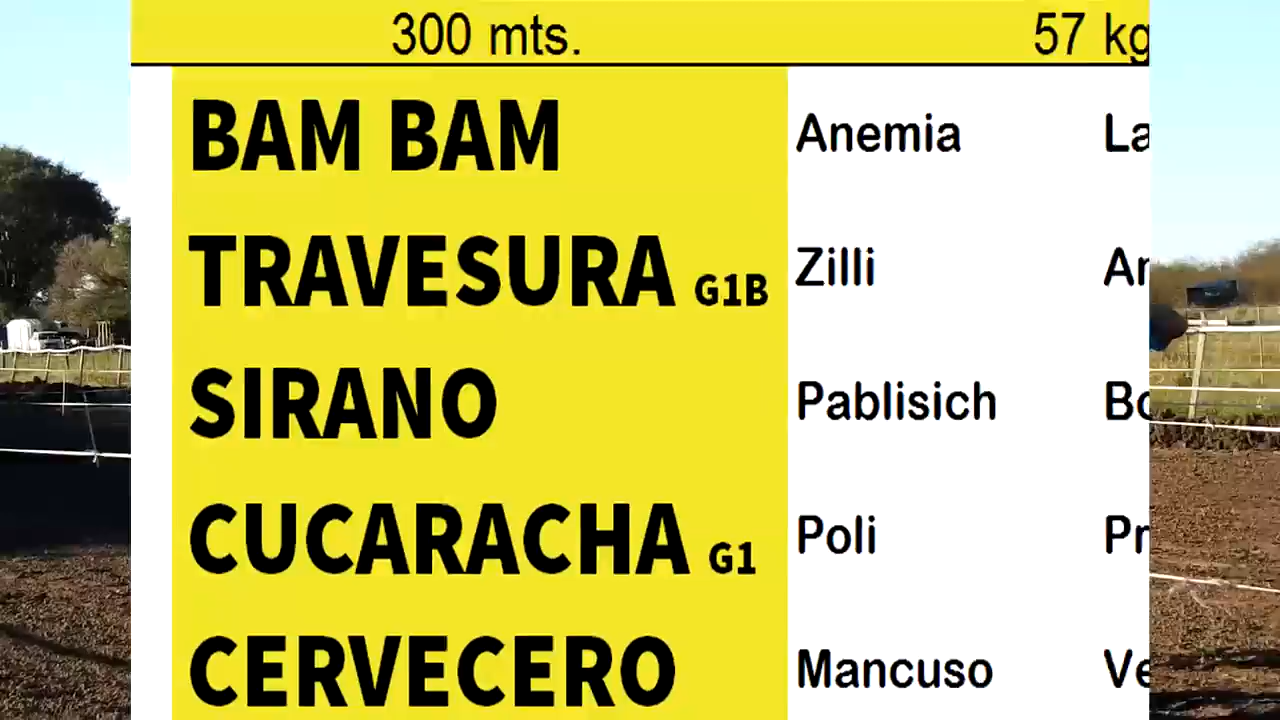 300 mts. 57 kg
BAM BAM Anemia
TRAVESURA G1B Zilli
SIRANO Pablisich
CUCARACHA G1 Poli
CERVECERO Mancuso